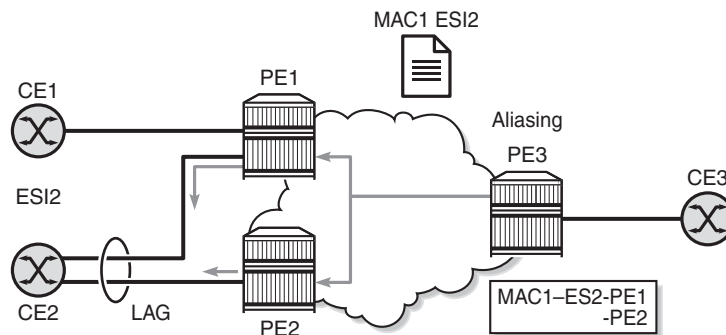 MAC1 ESI2
PE1
CE1
Aliasing
PE3
CE3
ESI2
CE2
LAG
PE2
MAC1–ES2-PE1
-PE2